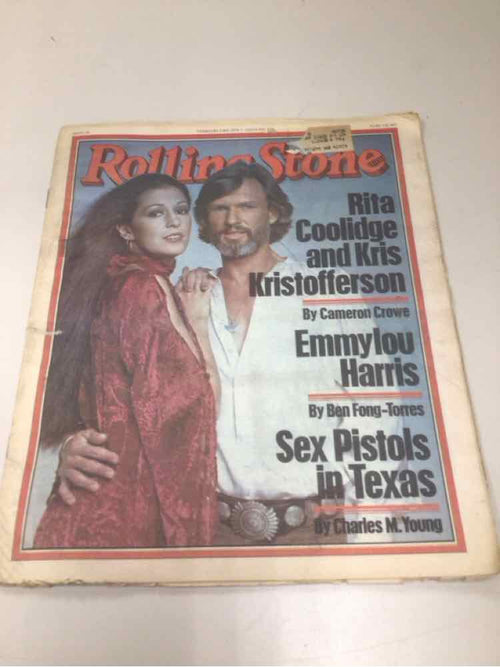 Rolling Stone
Rita
Coolidge
and Kris
Kristofferson
By Cameron Crowe
Emmylou
Harris
By Ben Fong-Torres
Sex Pistols
in Texas
By Charles M. Young